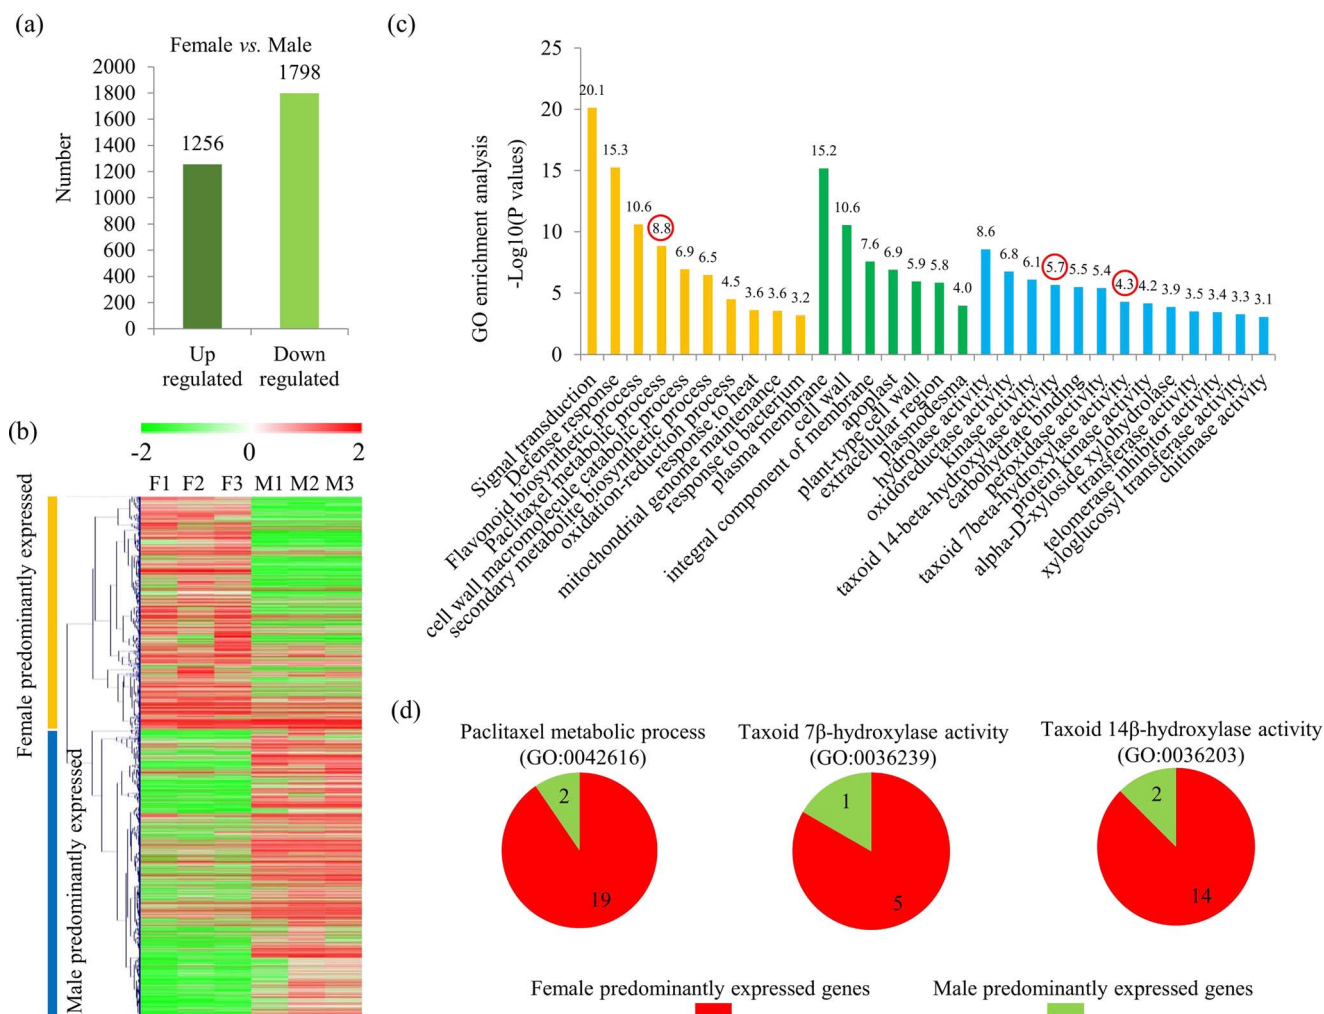 (a)
Female vs. Male
Number
2000
1800
1600
1400
1200
1000
800
600
400
200
0
1256
1798
Up
regulated
Down
regulated
(b)
-2
0
2
F1 F2 F3 M1 M2 M3
Female predominantly expressed
Male predominantly expressed
(c)
GO enrichment analysis
-Log10(P values)
25
20
15
10
5
0
20.1
15.3
10.6
8.8
6.9
6.5
4.5
3.6
3.6
3.2
15.2
10.6
7.6
6.9
5.9
5.8
4.0
8.6
6.8
6.1
5.7
5.5
5.4
4.3
4.2
3.9
3.5
3.4
3.3
3.1
Signal transduction
Defense response
Flavonoid biosynthetic process
Paclitaxel metabolic process
cell wall macromolecule catabolic process
secondary metabolite biosynthetic process
oxidation-reduction process
response to heat
mitochondrial genome maintenance
response to bacterium
plasma membrane
cell wall
integral component of membrane
apoplast
plant-type cell wall
extracellular region
plasmodesma
hydrolase activity
oxidoreductase activity
kinase activity
taxoid 14-beta-hydroxylase activity
carbohydrate binding
peroxidase activity
taxoid 7beta-hydroxylase activity
protein kinase activity
alpha-D-xyloside xylohydrolase
transferase activity
telomerase inhibitor activity
xyloglucosyl transferase activity
chitinase activity
(d)
Paclitaxel metabolic process
(GO:0042616)
2
19
Taxoid 7β-hydroxylase activity
(GO:0036239)
1
5
Taxoid 14β-hydroxylase activity
(GO:0036203)
2
14
Female predominantly expressed genes
Male predominantly expressed genes